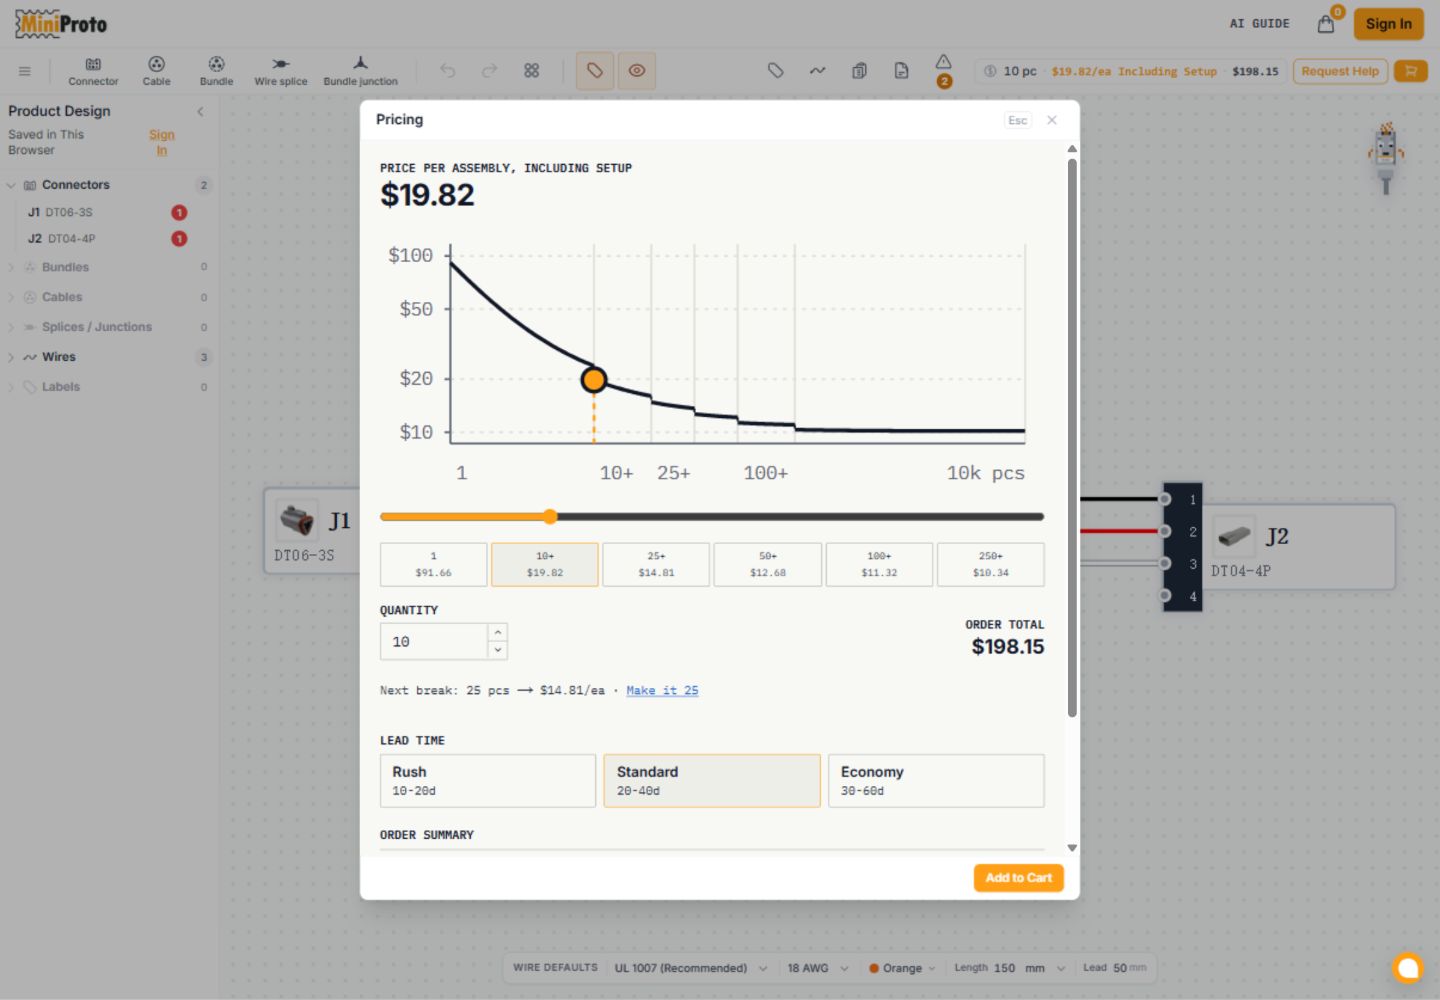 MiniProto
AI GUIDE
0
Sign In
Connector
Cable
Bundle
Wire splice
Bundle junction
2
10 pc · $19.82/ea Including Setup · $198.15
Request Help
Product Design
Saved in This Browser
Sign In
Connectors 2
J1 DT06-3S 1
J2 DT04-4P 1
Bundles 0
Cables 0
Splices / Junctions 0
Wires 3
Labels 0
Pricing
Esc
PRICE PER ASSEMBLY, INCLUDING SETUP
$19.82
$100
$50
$20
$10
1 10+ 25+ 100+ 10k pcs
1
$91.66
10+
$19.82
25+
$14.81
50+
$12.68
100+
$11.32
250+
$10.34
QUANTITY
10
ORDER TOTAL
$198.15
Next break: 25 pcs → $14.81/ea · Make it 25
LEAD TIME
Rush
10-20d
Standard
20-40d
Economy
30-60d
ORDER SUMMARY
Add to Cart
J1
DT06-3S
1
2
3
4
J2
DT04-4P
WIRE DEFAULTS UL 1007 (Recommended) 18 AWG Orange Length 150 mm Lead 50 mm